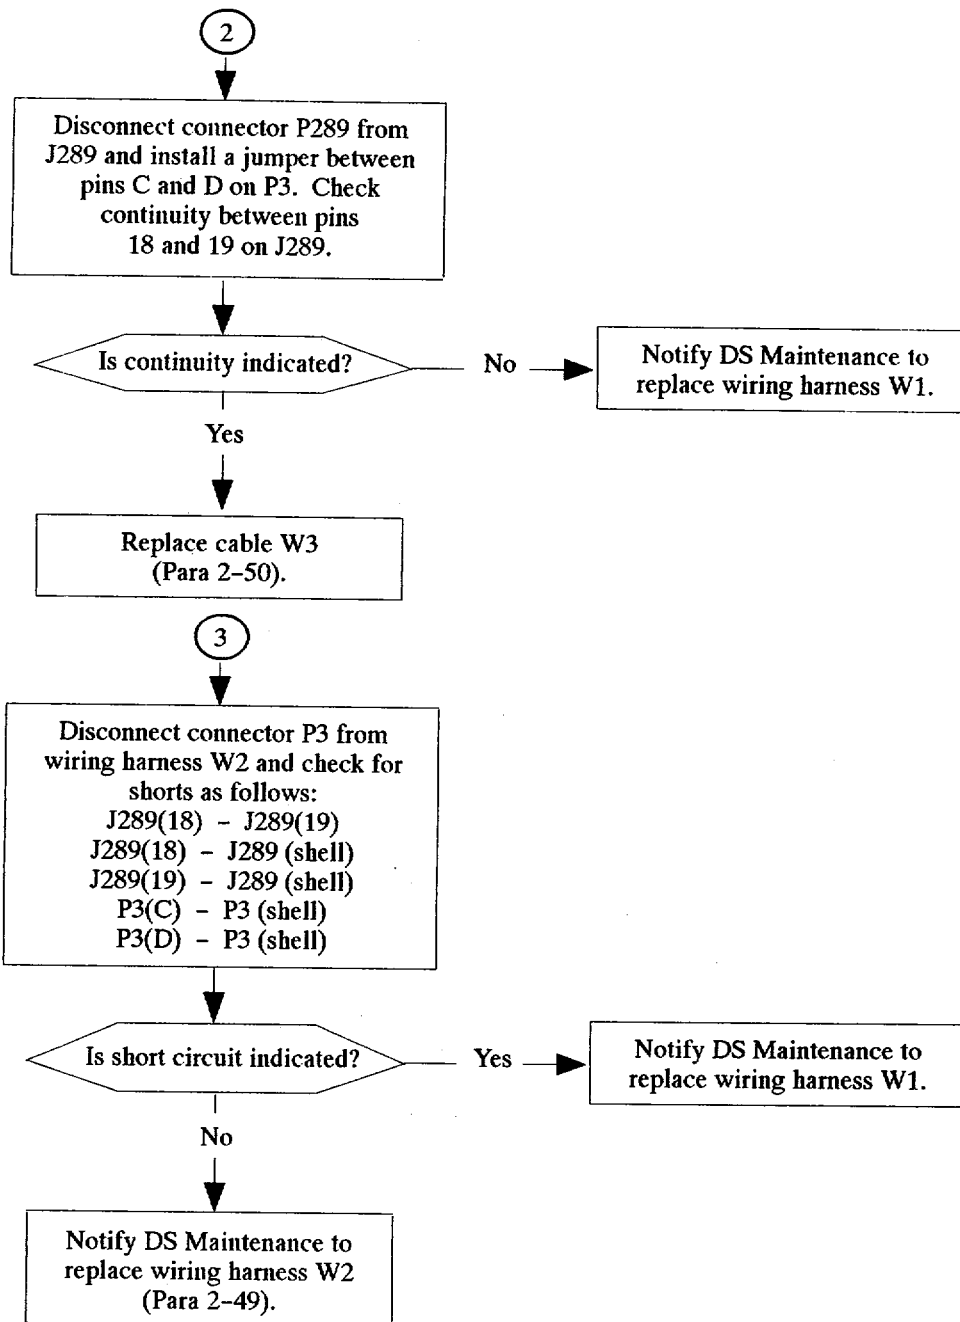 2
Disconnect connector P289 from
J289 and install a jumper between
pins C and D on P3. Check
continuity between pins
18 and 19 on J289.
Is continuity indicated?
No
Notify DS Maintenance to
replace wiring harness W1.
Yes
Replace cable W3
(Para 2-50).
3
Disconnect connector P3 from
wiring harness W2 and check for
shorts as follows:
J289(18) - J289(19)
J289(18) - J289 (shell)
J289(19) - J289 (shell)
P3(C) - P3 (shell)
P3(D) - P3 (shell)
Is short circuit indicated?
Yes
Notify DS Maintenance to
replace wiring harness W1.
No
Notify DS Maintenance to
replace wiring harness W2
(Para 2-49).